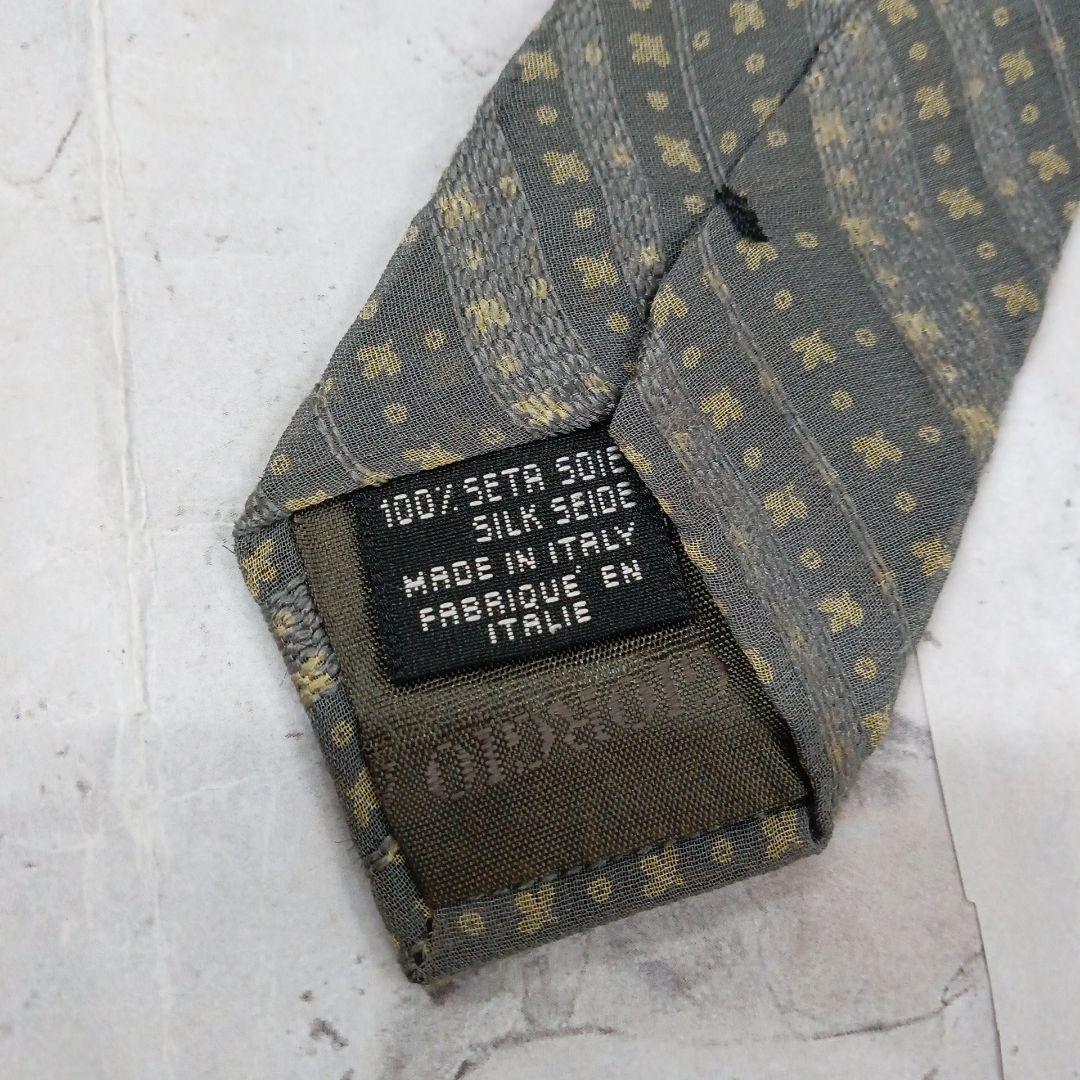 100% SETA SOIE
SILK SEIDE
MADE IN ITALY
FABRIQUE' EN
ITALIE